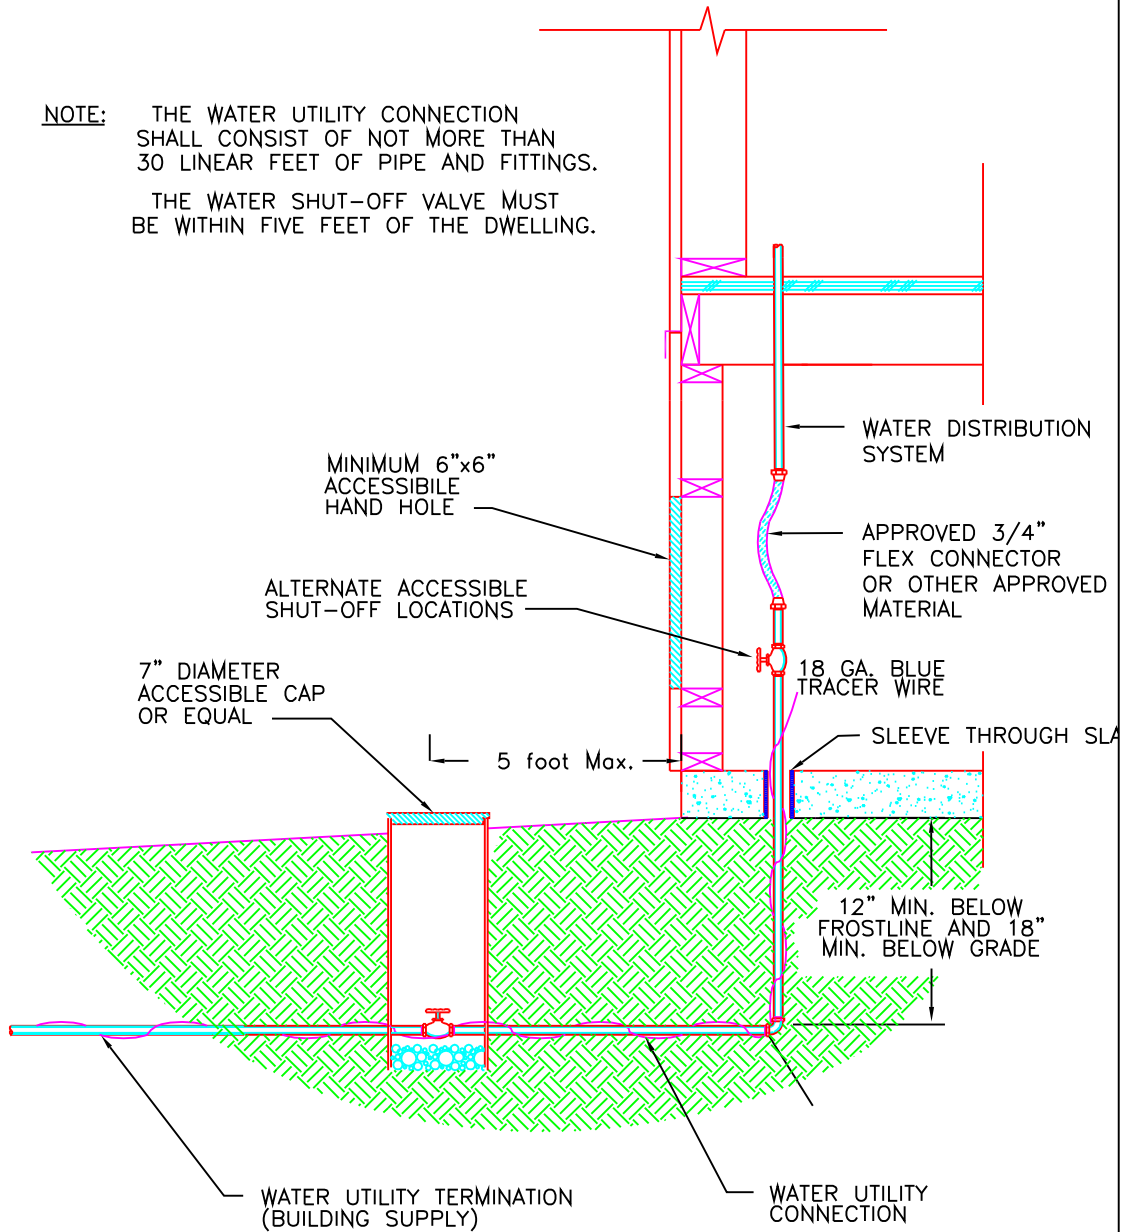 NOTE: THE WATER UTILITY CONNECTION
SHALL CONSIST OF NOT MORE THAN
30 LINEAR FEET OF PIPE AND FITTINGS.
THE WATER SHUT-OFF VALVE MUST
BE WITHIN FIVE FEET OF THE DWELLING.
WATER DISTRIBUTION
SYSTEM
MINIMUM 6"x6"
ACCESSIBILE
HAND HOLE
APPROVED 3/4"
FLEX CONNECTOR
OR OTHER APPROVED
MATERIAL
ALTERNATE ACCESSIBLE
SHUT-OFF LOCATIONS
7" DIAMETER
ACCESSIBLE CAP
OR EQUAL
18 GA. BLUE
TRACER WIRE
SLEEVE THROUGH SLA
5 foot Max.
12" MIN. BELOW
FROSTLINE AND 18"
MIN. BELOW GRADE
WATER UTILITY TERMINATION
(BUILDING SUPPLY)
WATER UTILITY
CONNECTION